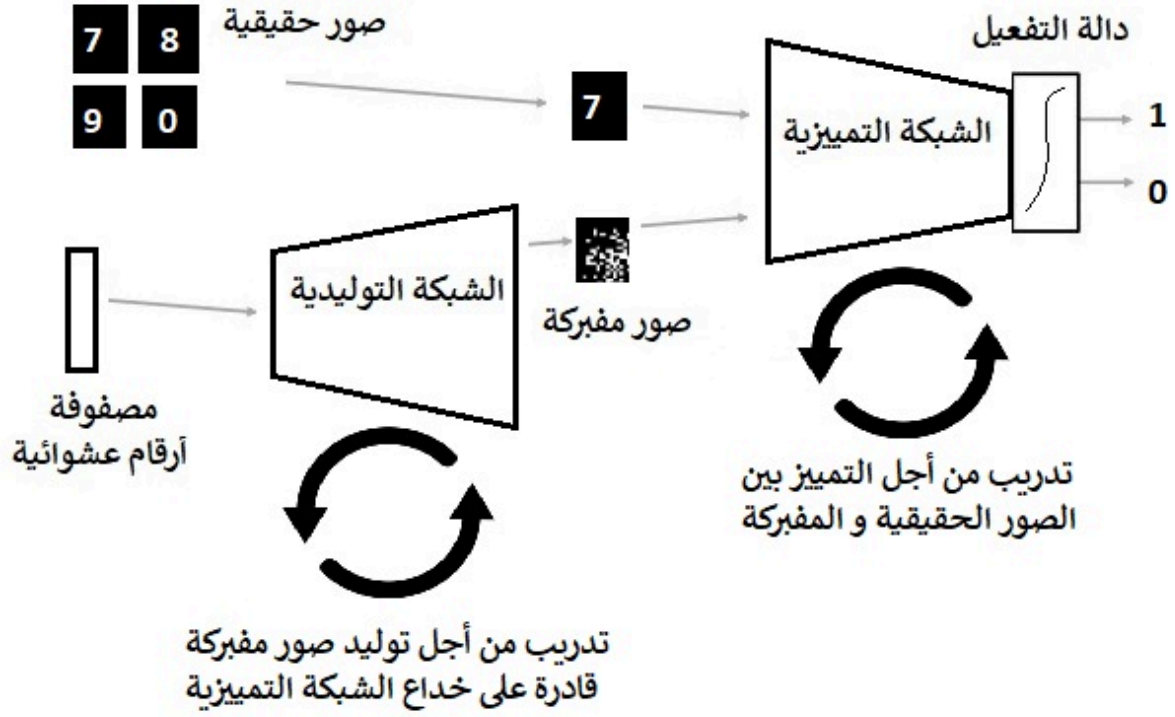 صور حقيقية
7 8
9 0
7
دالة التفعيل
الشبكة التمييزية
1
0
الشبكة التوليدية
صور مفبركة
مصفوفة
أرقام عشوائية
تدريب من أجل التمييز بين
الصور الحقيقية و المفبركة
تدريب من أجل توليد صور مفبركة
قادرة على خداع الشبكة التمييزية